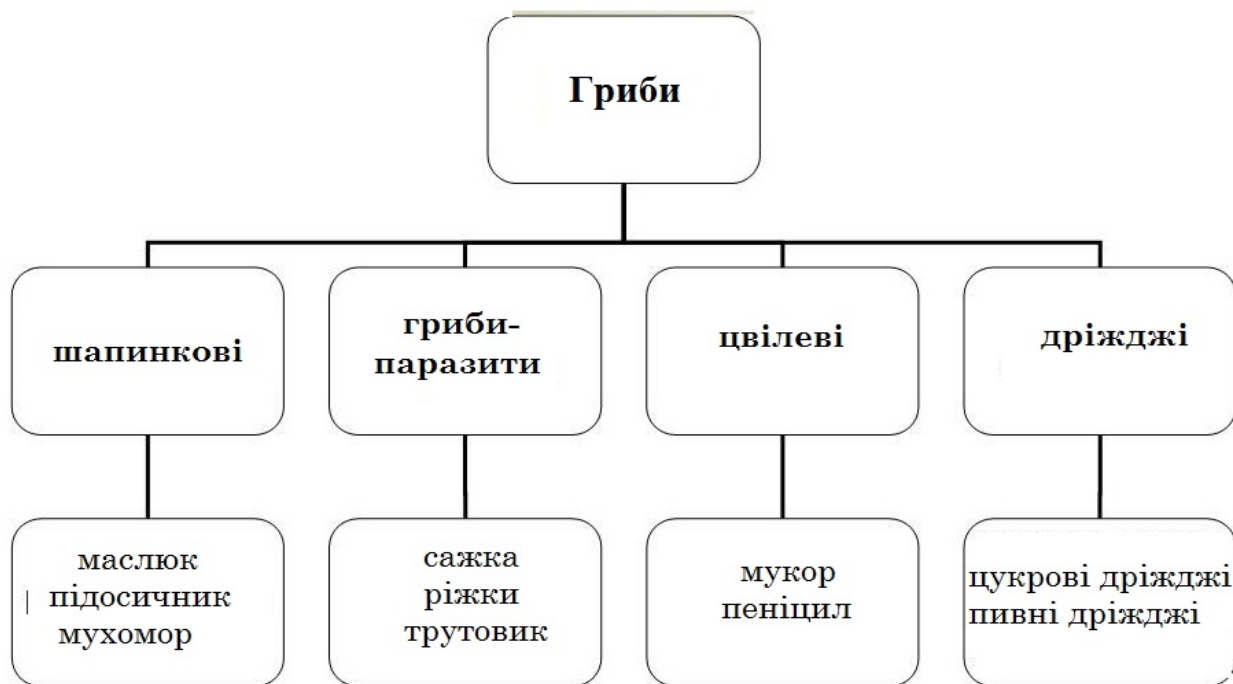 Гриби
шапинкові
гриби-
паразити
цвілеві
дріжджі
маслюк
підосичник
мухомор
сажка
ріжки
трутовик
мукор
пеніцил
цукрові дріжджі
пивні дріжджі